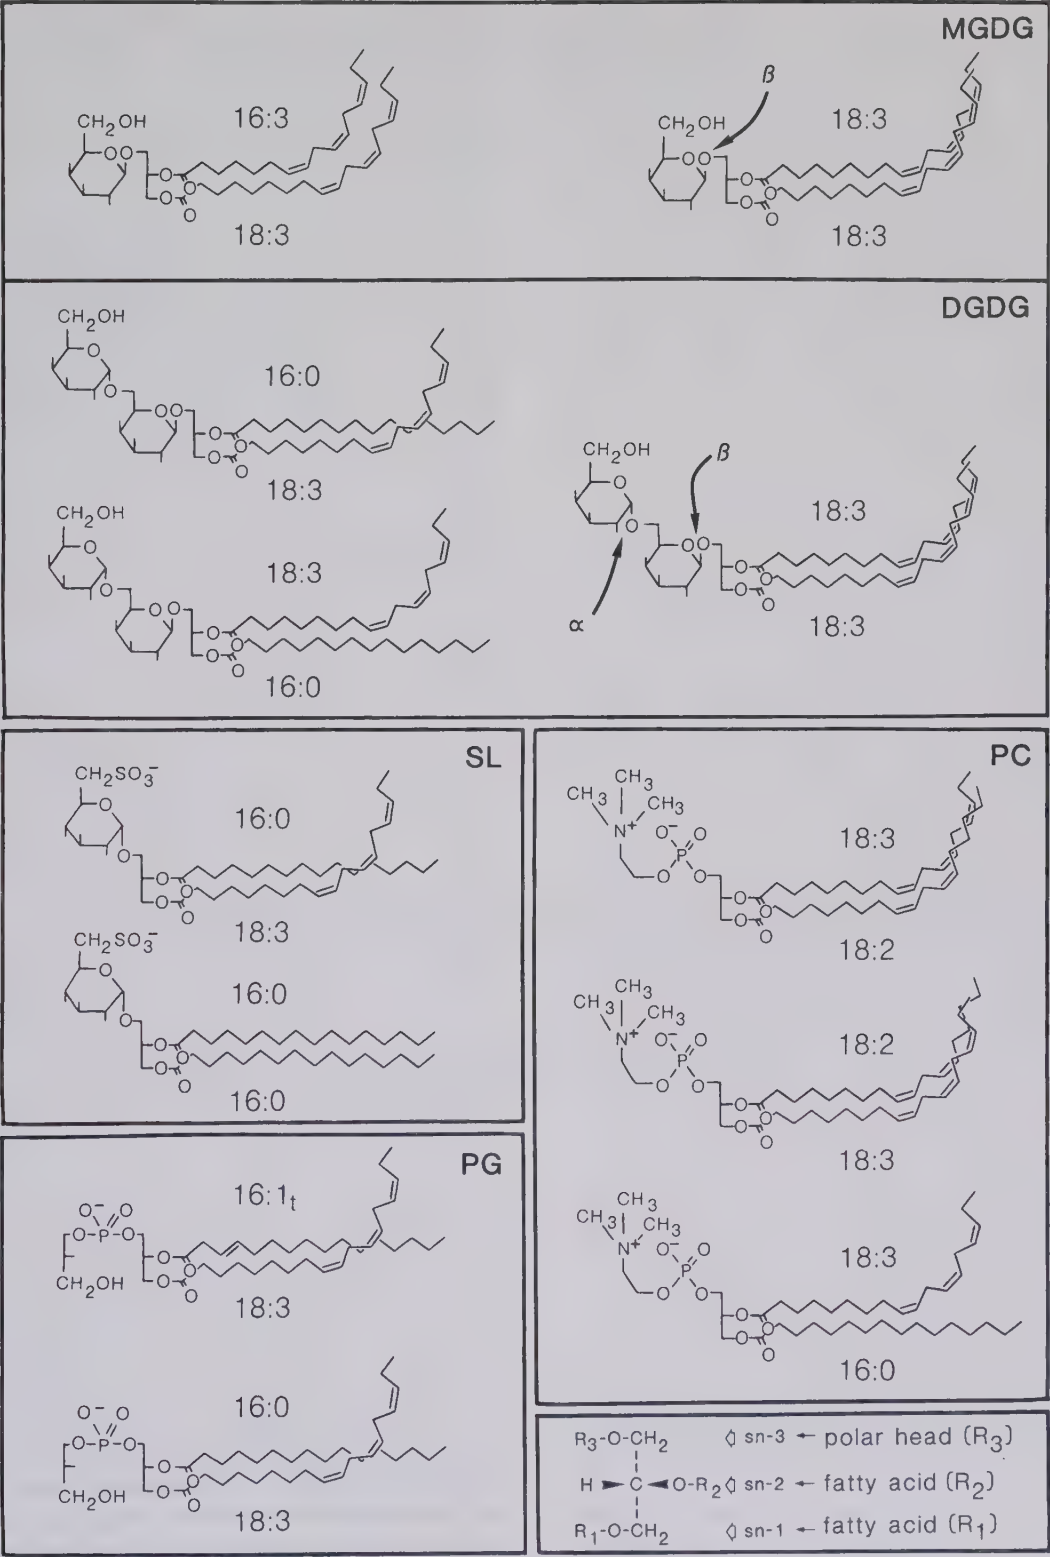 MGDG
16:3
CH2OH
O O
O
O
O
O
18:3
β
18:3
CH2OH
O O
O
O
O
O
18:3
DGDG
CH2OH
O
O
16:0
O O
O
O
O
O
18:3
CH2OH
O
O
18:3
O O
O
O
O
O
16:0
β
CH2OH
O
O
18:3
O O
O
O
O
O
α
18:3
SL
CH2SO3-
O
O
16:0
O
O
O
O
18:3
CH2SO3-
O
O
16:0
O
O
O
O
16:0
PC
CH3
CH3
CH3
N+
O-
O
P
O
O
18:3
O
O
O
O
18:2
CH3
CH3
CH3
N+
O-
O
P
O
O
18:2
O
O
O
O
18:3
CH3
CH3
CH3
N+
O-
O
P
O
O
18:3
O
O
O
O
16:0
PG
16:1t
O- O
O-P-O
O
O
O
O
CH2OH
18:3
16:0
O- O
O-P-O
O
O
O
O
CH2OH
18:3
R3-O-CH2 ◊ sn-3 ← polar head (R3)
H C O-R2 ◊ sn-2 ← fatty acid (R2)
R1-O-CH2 ◊ sn-1 ← fatty acid (R1)